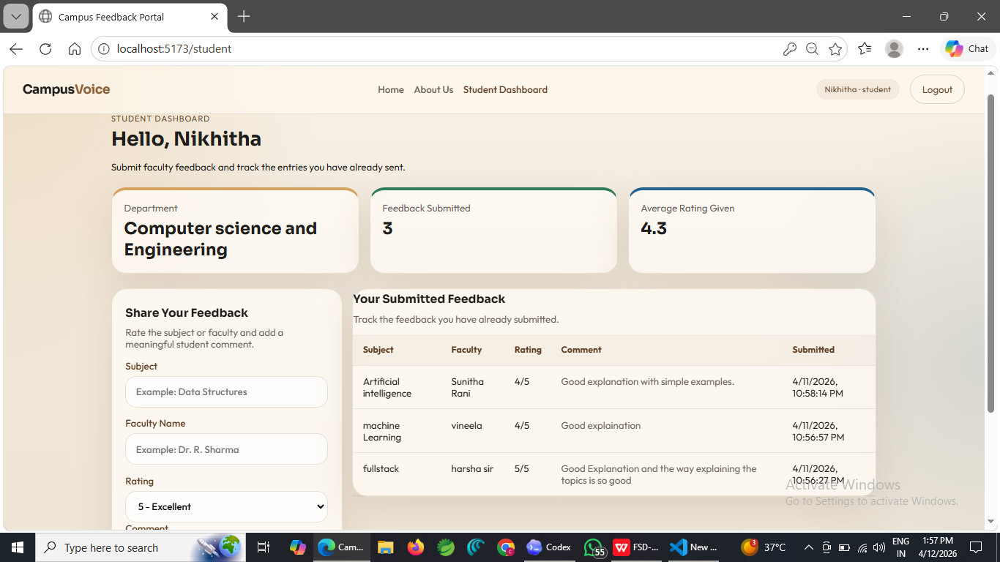 Campus Feedback Portal
localhost:5173/student
Chat
CampusVoice
Home About Us Student Dashboard
Nikhitha · student
Logout
STUDENT DASHBOARD
Hello, Nikhitha
Submit faculty feedback and track the entries you have already sent.
Department
Computer science and
Engineering
Feedback Submitted
3
Average Rating Given
4.3
Share Your Feedback
Rate the subject or faculty and add a
meaningful student comment.
Subject
Example: Data Structures
Faculty Name
Example: Dr. R. Sharma
Rating
5 - Excellent
Comment
Your Submitted Feedback
Track the feedback you have already submitted.
Subject Faculty Rating Comment Submitted
Artificial Sunitha 4/5 Good explanation with simple examples. 4/11/2026,
intelligence Rani 10:58:14 PM
machine vineela 4/5 Good explaination 4/11/2026,
Learning 10:56:57 PM
fullstack harsha sir 5/5 Good Explanation and the way explaining the 4/11/2026,
topics is so good 10:56:27 PM
Activate Windows
Go to Settings to activate Windows.
Type here to search
Cam...
Codex
55
FSD-...
New ...
3
37°C
ENG
IN
1:57 PM
4/12/2026